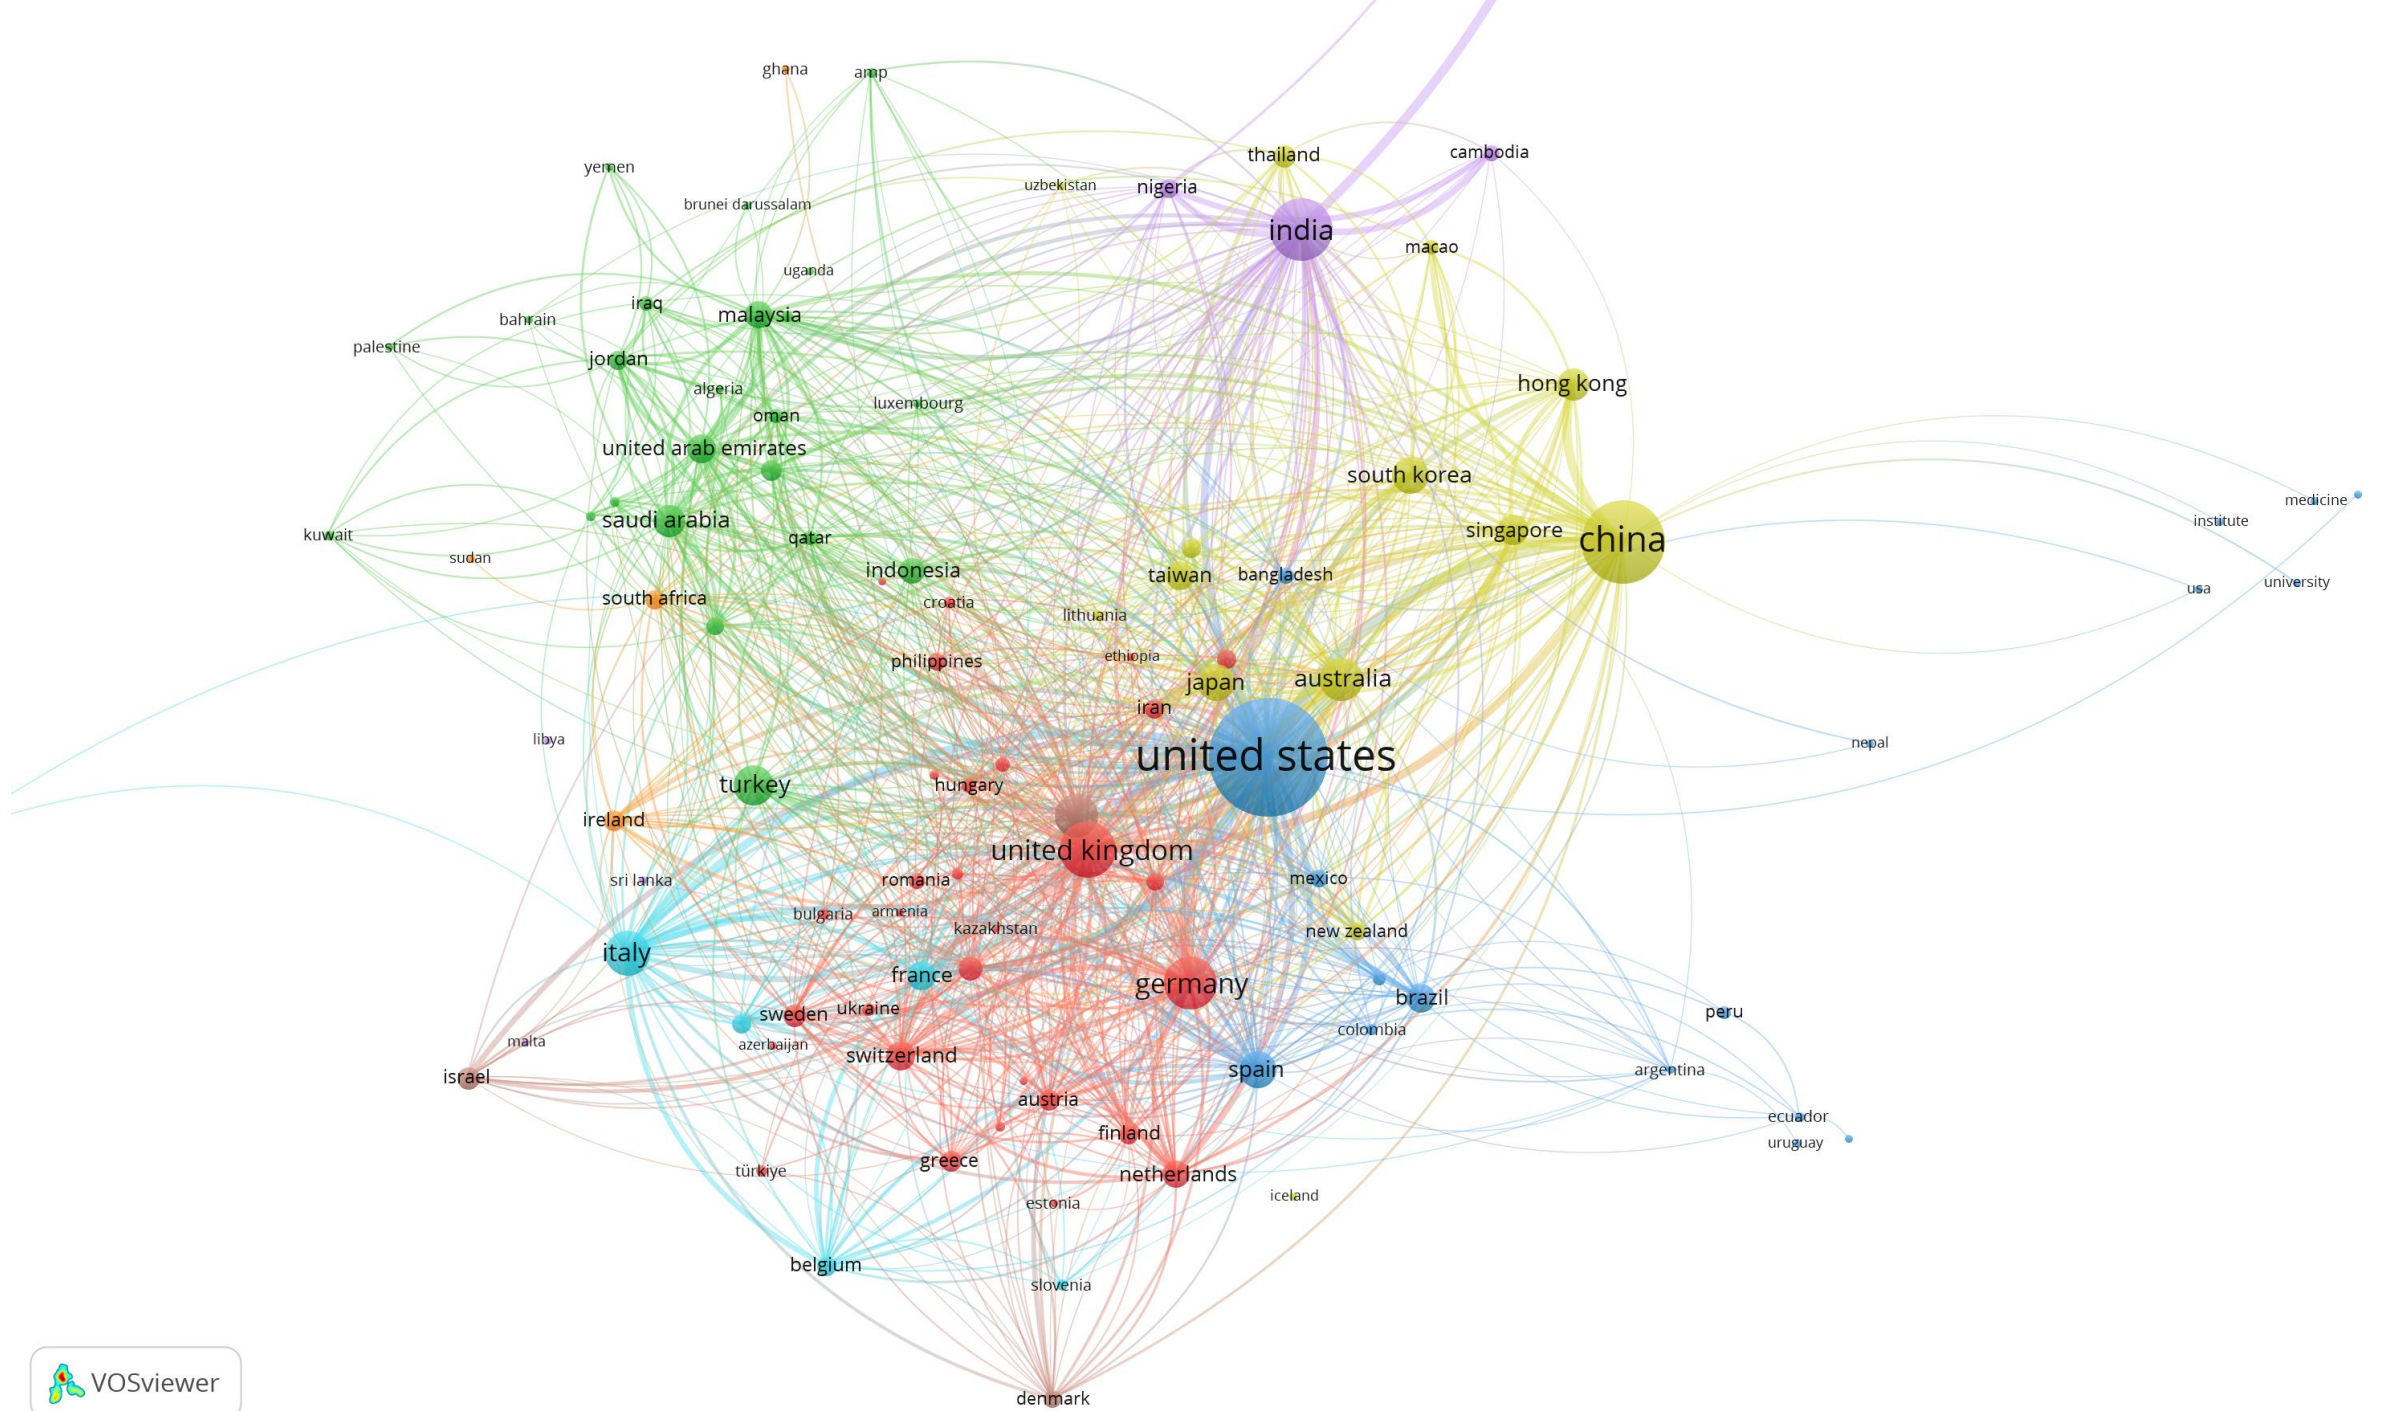 ghana
amp
thailand
cambodia
yemen
uzbekistan
nigeria
brunei darussalam
india
macao
uganda
iraq
malaysia
bahrain
palestine
jordan
hong kong
algeria
luxembourg
oman
united arab emirates
south korea
medicine
saudi arabia
institute
kuwait
qatar
singapore
china
sudan
indonesia
taiwan
bangladesh
university
usa
south africa
croatia
lithuania
philippines
ethiopia
japan
australia
iran
libya
nepal
united states
turkey
hungary
ireland
united kingdom
sri lanka
romania
mexico
bulgaria
armenia
kazakhstan
new zealand
italy
france
germany
brazil
sweden
ukraine
peru
colombia
malta
azerbaijan
switzerland
israel
spain
argentina
austria
ecuador
finland
uruguay
greece
türkiye
netherlands
iceland
estonia
belgium
slovenia
VOSviewer
denmark